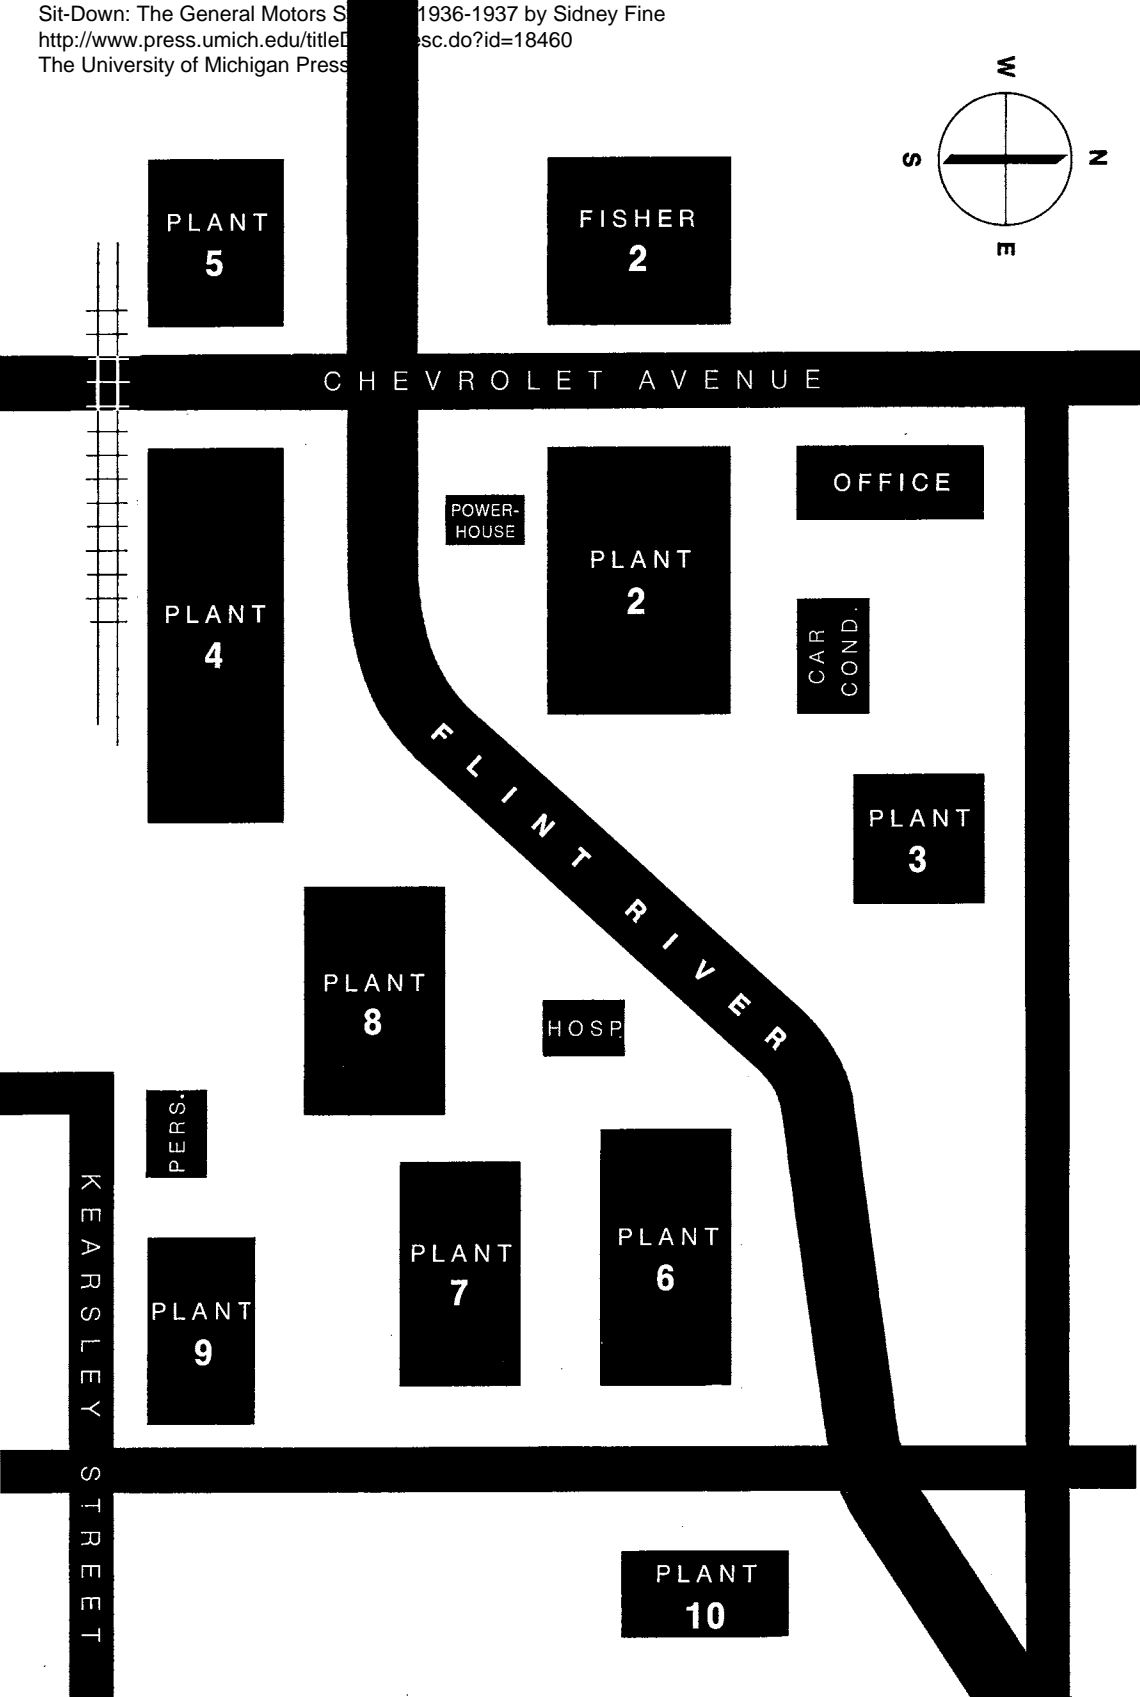 Sit-Down: The General Motors S 1936-1937 by Sidney Fine
http://www.press.umich.edu/titleD esc.do?id=18460
The University of Michigan Press
W
S
N
E
PLANT
5
FISHER
2
CHEVROLET AVENUE
POWER-
HOUSE
PLANT
2
OFFICE
PLANT
4
CAR
COND.
FLINT RIVER
PLANT
3
PLANT
8
HOSP.
PERS.
KEARSLEY STREET
PLANT
7
PLANT
6
PLANT
9
PLANT
10